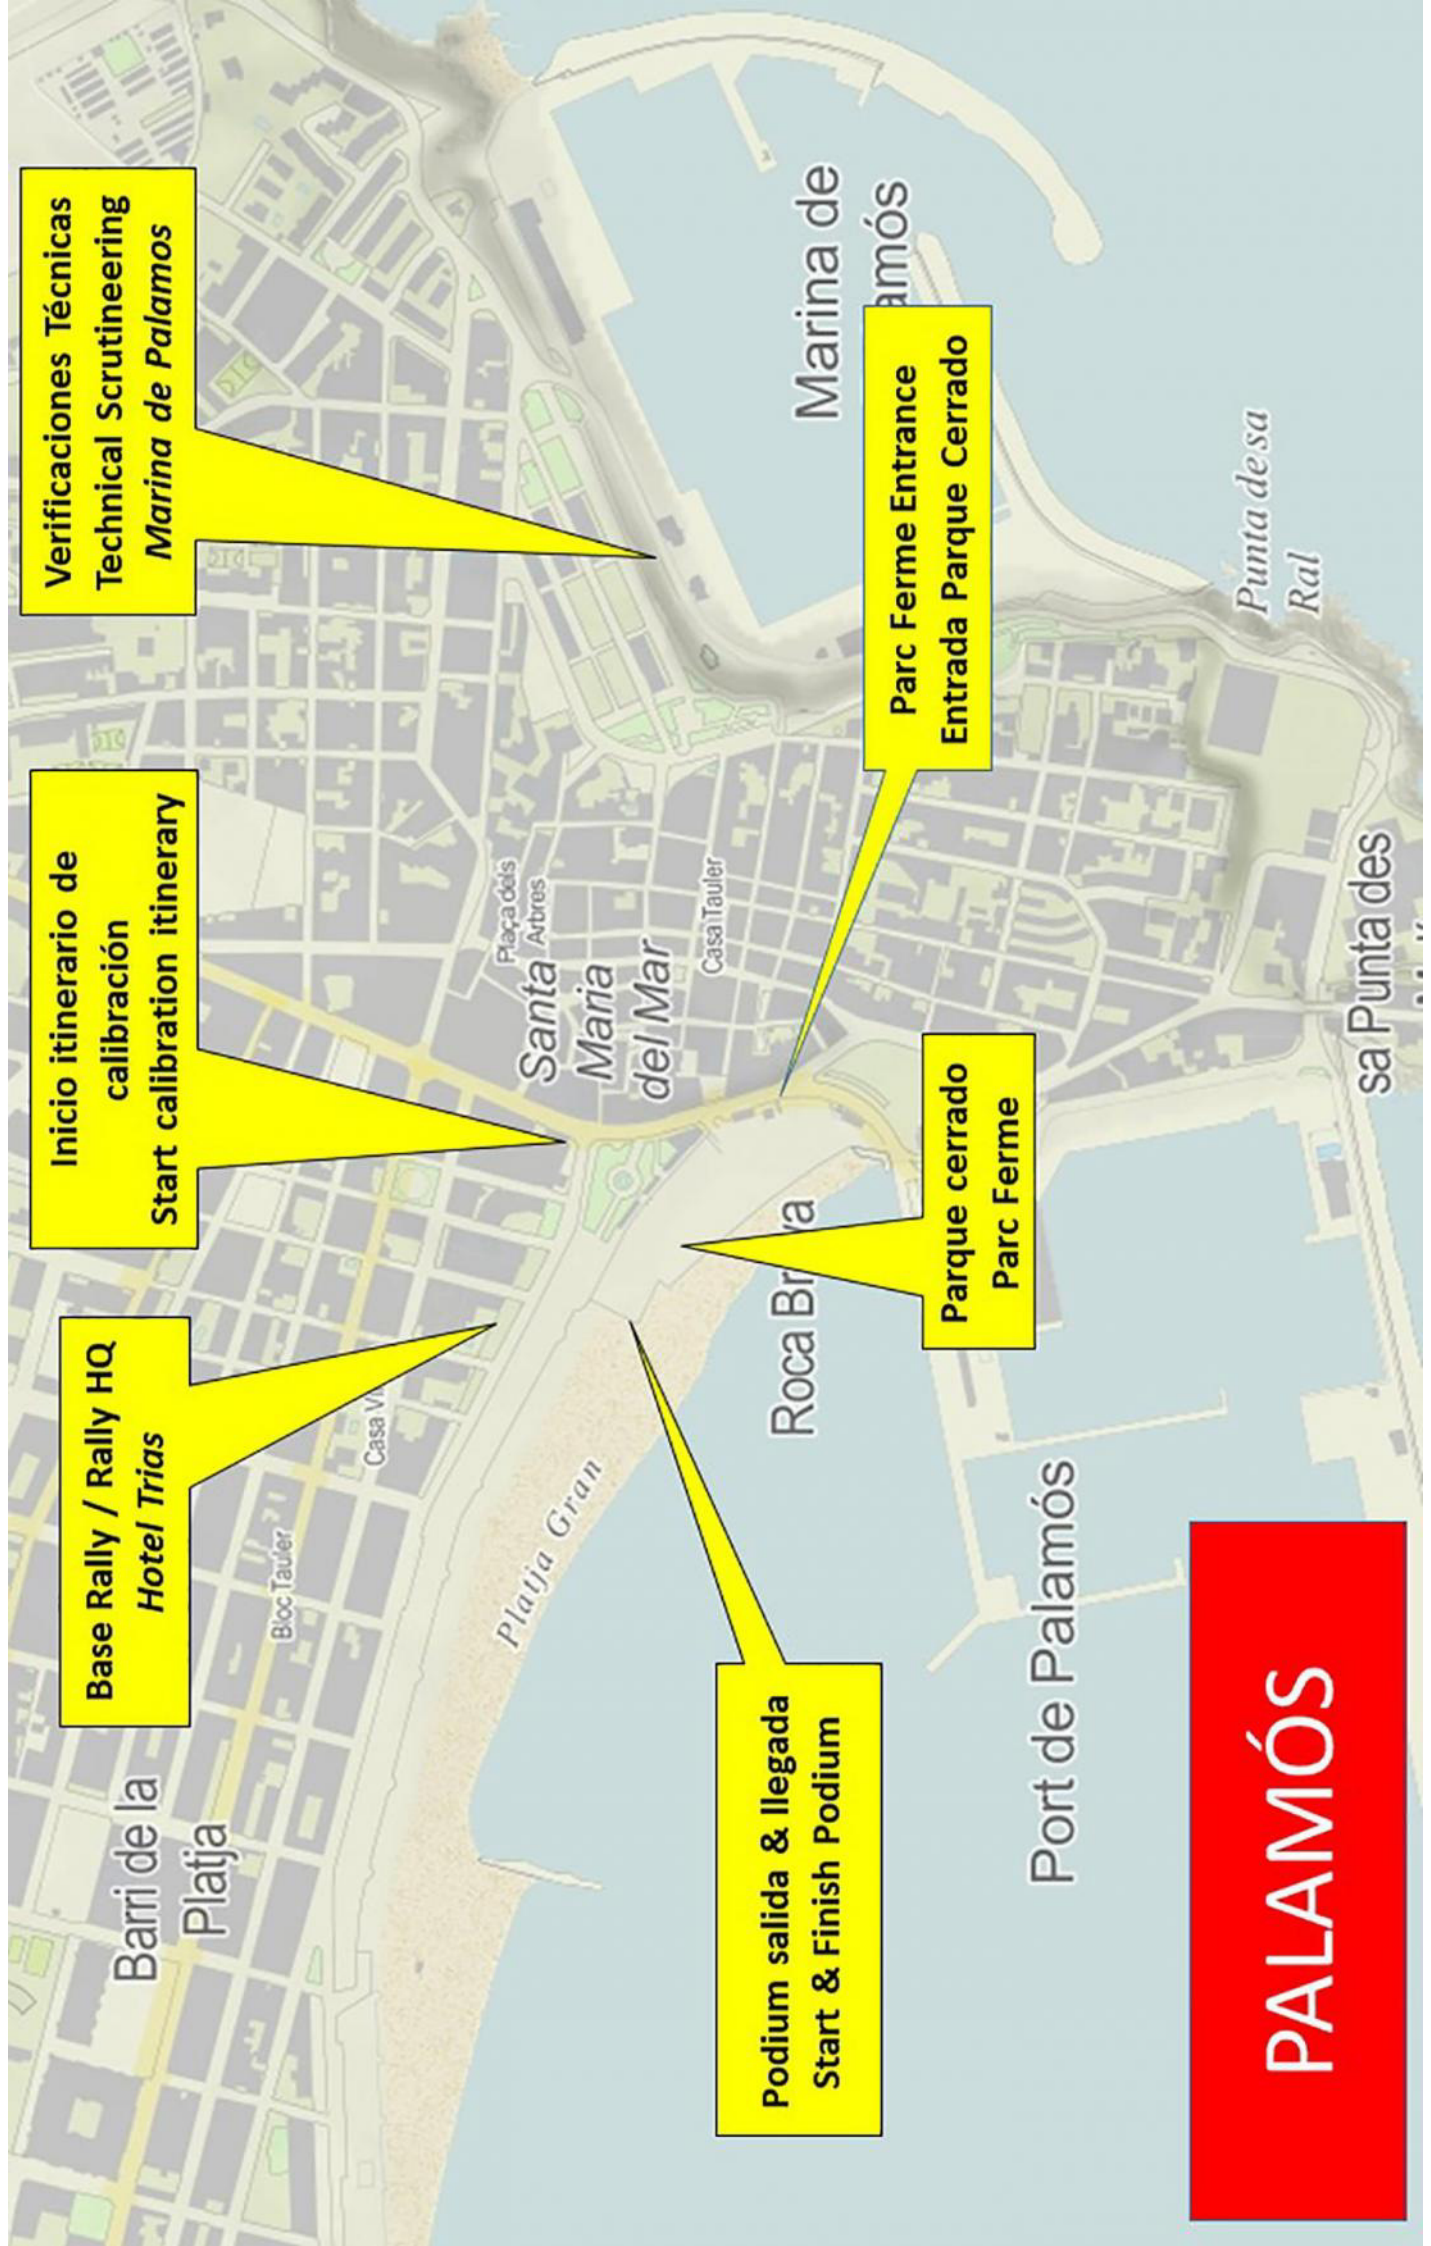 Verificaciones Técnicas
Technical Scrutineering
Marina de Palamos
Inicio itinerario de
calibración
Start calibration itinerary
Base Rally / Rally HQ
Hotel Trias
Parc Ferme Entrance
Entrada Parque Cerrado
Parque cerrado
Parc Ferme
Podium salida & llegada
Start & Finish Podium
PALAMÓS
Barri de la
Platja
Bloc Tauler
Casa
Platja Gran
Plaça dels
Arbres
Santa
Maria
del Mar
Casa Tauler
Marina de
Punta de sa
Ral
sa Punta des
Roca
Port de Palamós